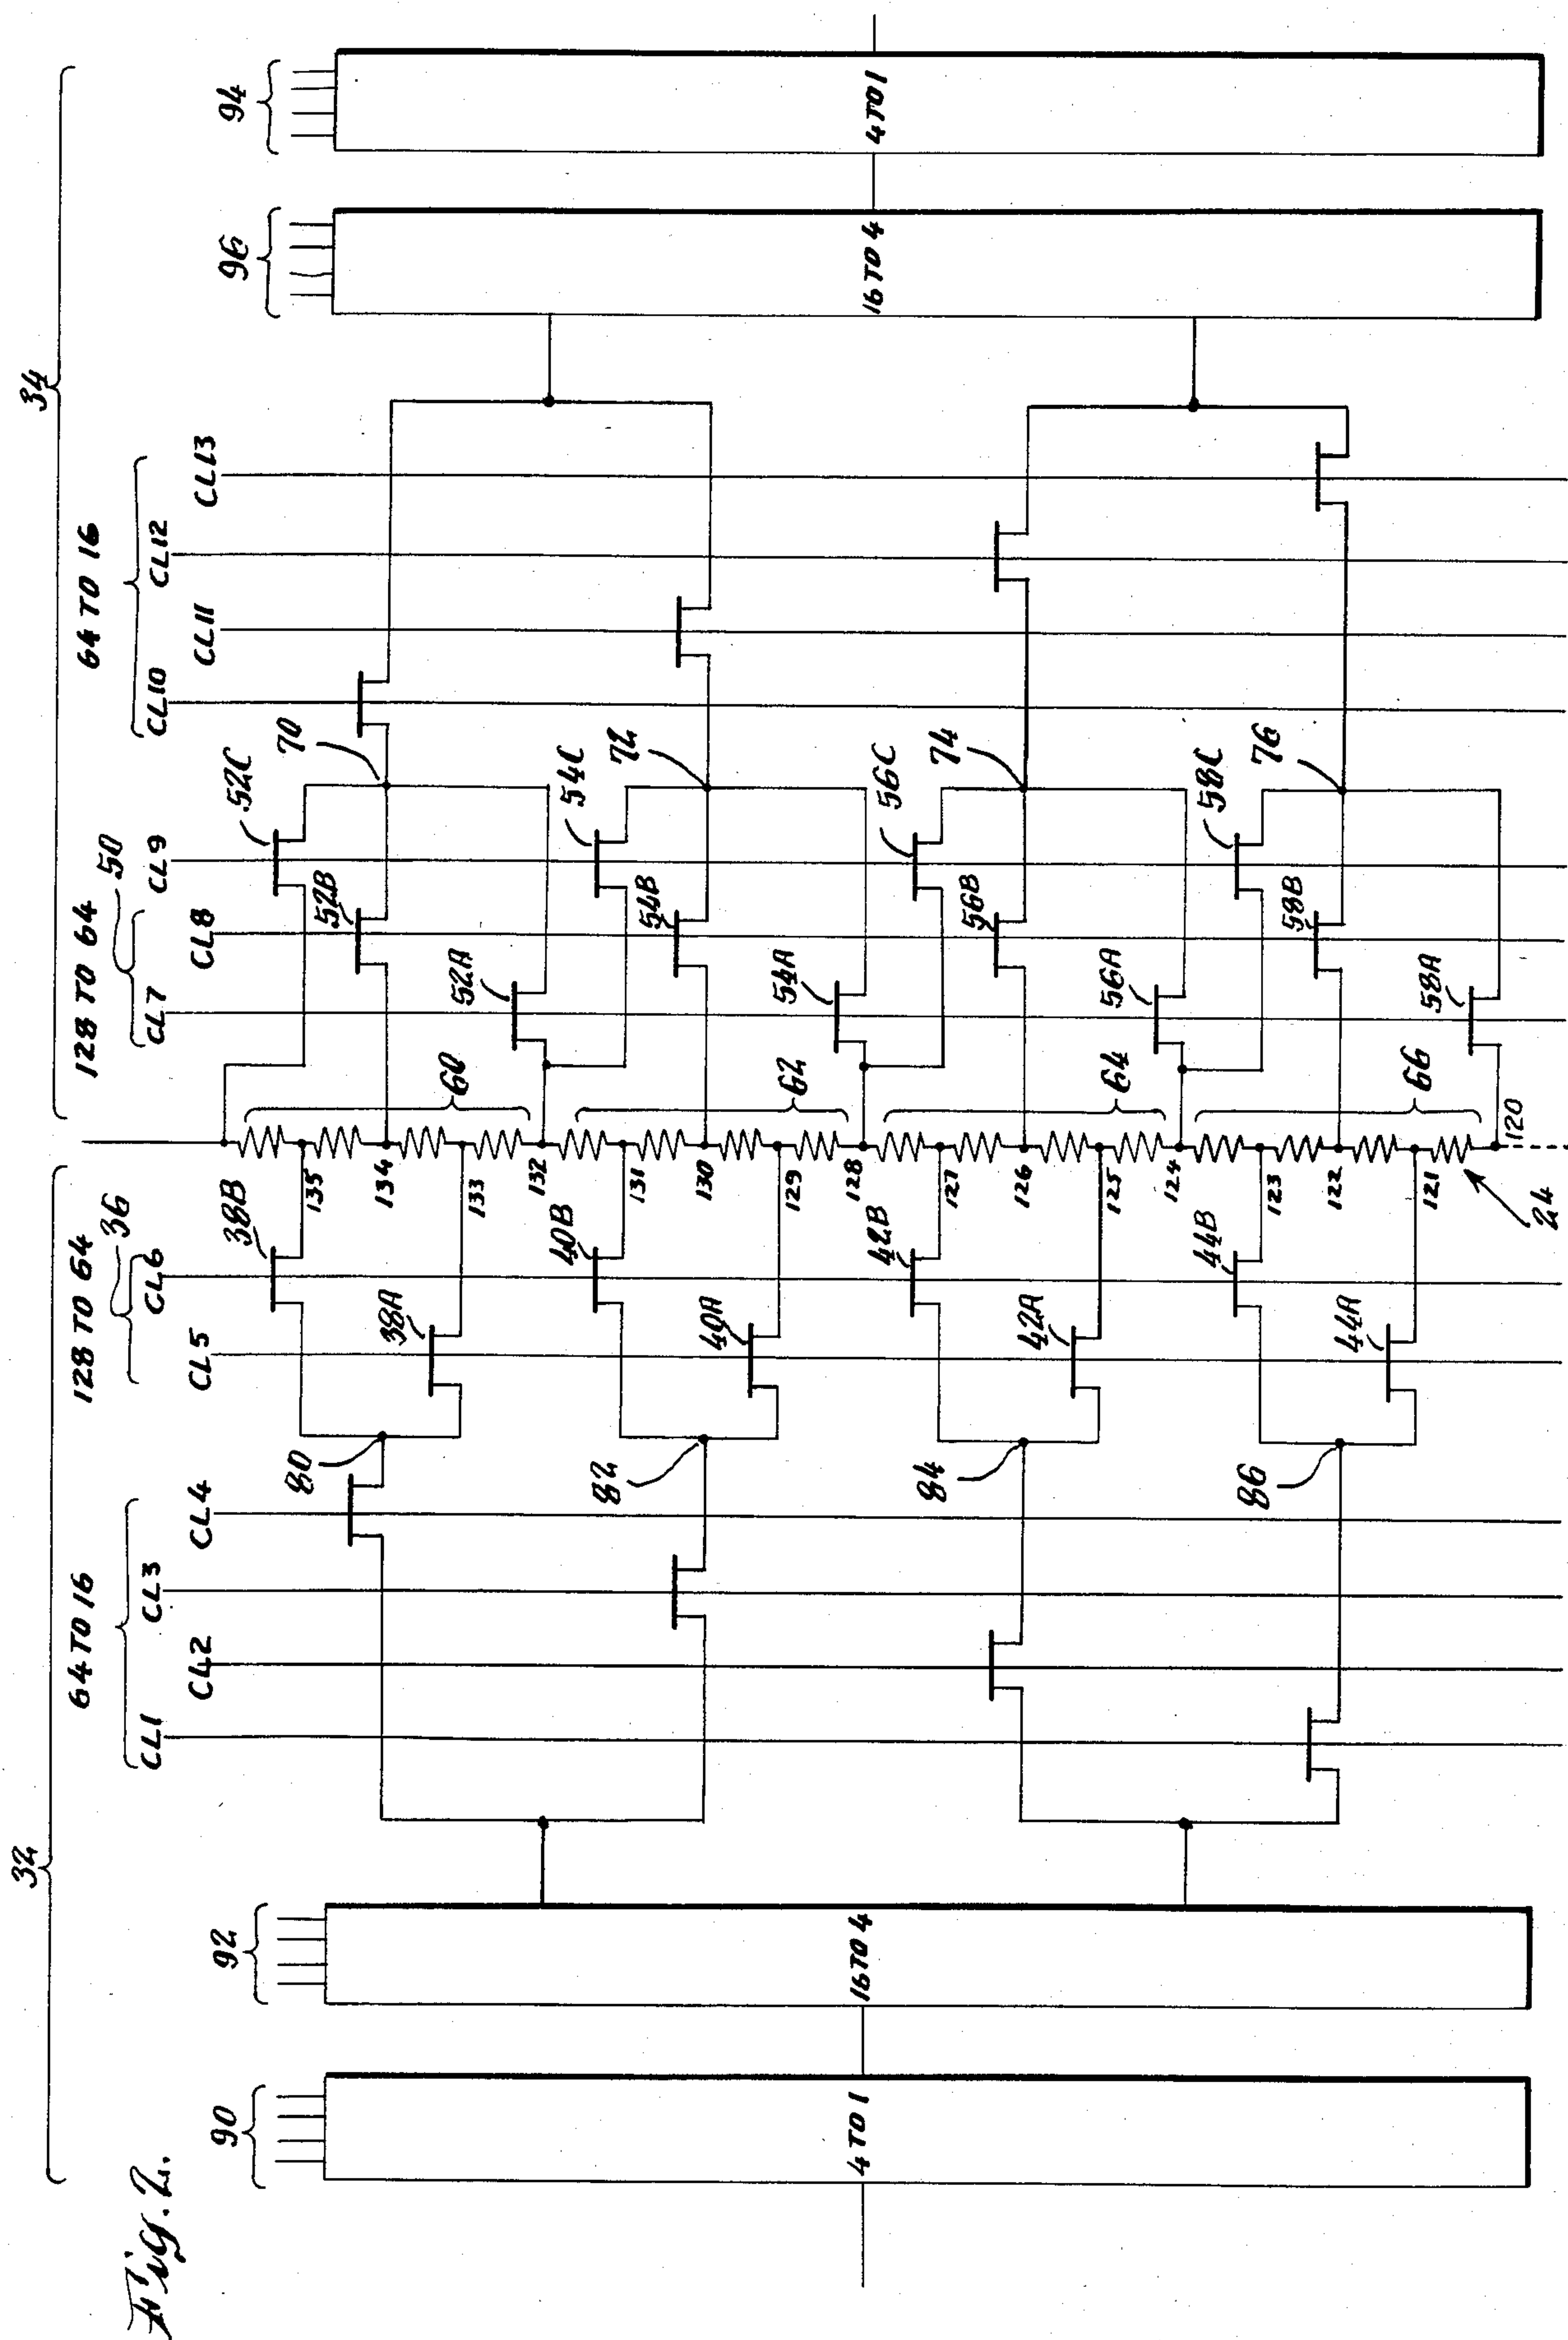 Fig. 2.
32
34
64 TO 16
128 TO 64
36
128 TO 64
50
64 TO 16
90
92
CL1
CL2
CL3
CL4
CL5
CL6
CL7
CL8
CL9
CL10
CL11
CL12
CL13
96
94
80
38A
38B
135
134
133
132
60
52A
52B
52C
70
82
40A
40B
131
130
129
128
62
54A
54B
54C
72
4 TO 1
16 TO 4
16 TO 4
4 TO 1
84
42A
42B
127
126
125
124
64
56A
56B
56C
74
86
44A
44B
123
122
121
120
24
66
58A
58B
58C
76